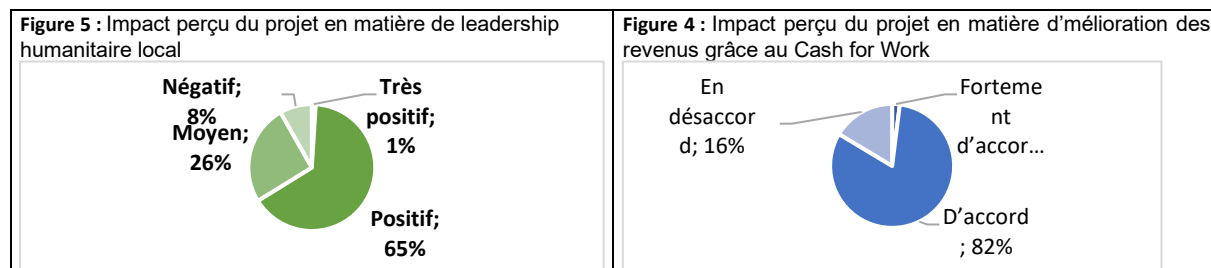 Figure 5 : Impact perçu du projet en matière de leadership
humanitaire local
Négatif;
8%
Très
positif;
1%
Moyen;
26%
Positif;
65%
Figure 4 : Impact perçu du projet en matière d’mélioration des
revenus grâce au Cash for Work
En
désaccor
d; 16%
Forteme
nt
d’accor…
D’accord
; 82%